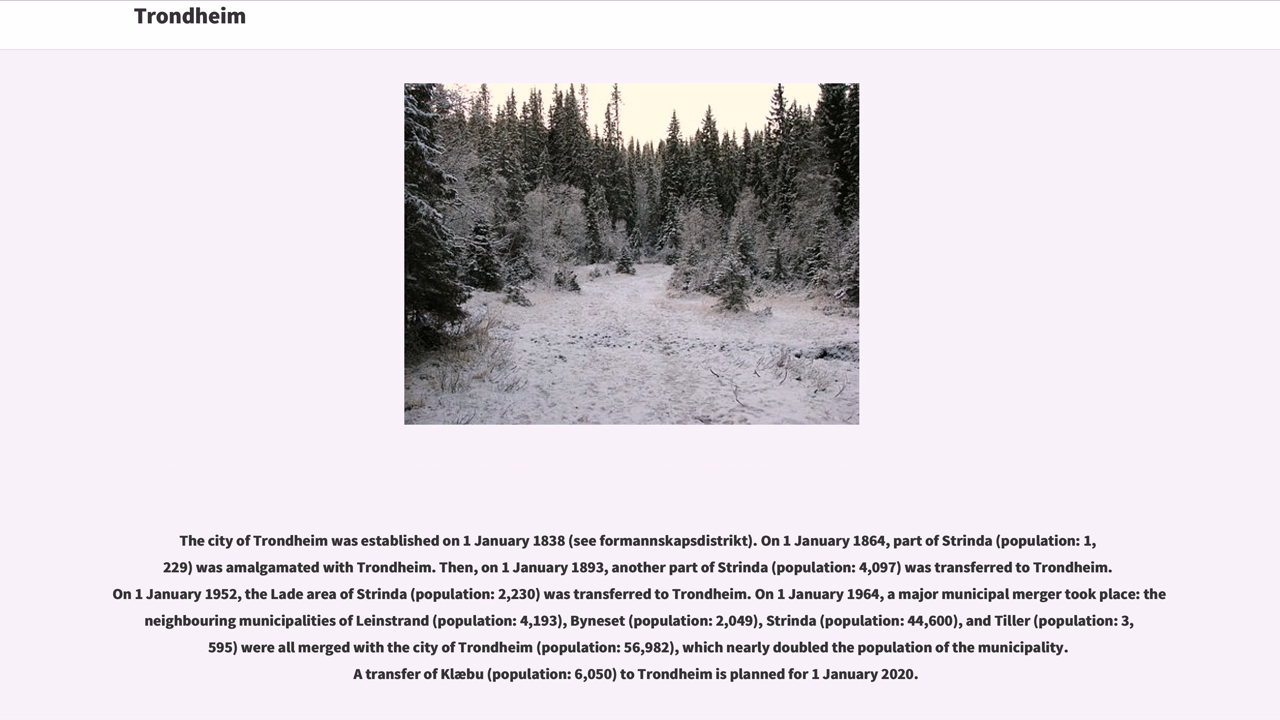 Trondheim
The city of Trondheim was established on 1 January 1838 (see formannskapsdistrikt). On 1 January 1864, part of Strinda (population: 1,
229) was amalgamated with Trondheim. Then, on 1 January 1893, another part of Strinda (population: 4,097) was transferred to Trondheim.
On 1 January 1952, the Lade area of Strinda (population: 2,230) was transferred to Trondheim. On 1 January 1964, a major municipal merger took place: the
neighbouring municipalities of Leinstrand (population: 4,193), Byneset (population: 2,049), Strinda (population: 44,600), and Tiller (population: 3,
595) were all merged with the city of Trondheim (population: 56,982), which nearly doubled the population of the municipality.
A transfer of Klæbu (population: 6,050) to Trondheim is planned for 1 January 2020.